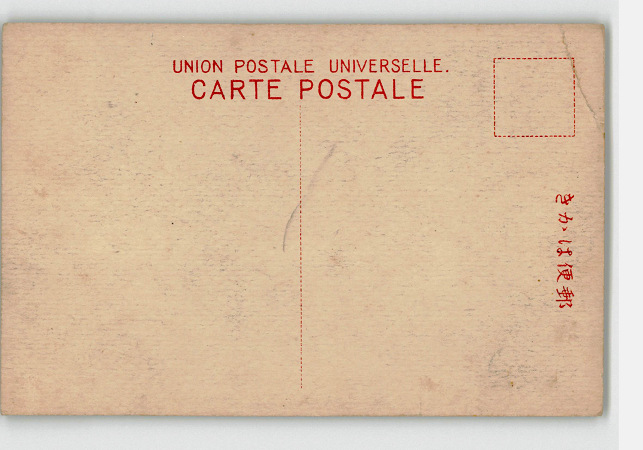 UNION POSTALE UNIVERSELLE.
CARTE POSTALE
きかは便郵